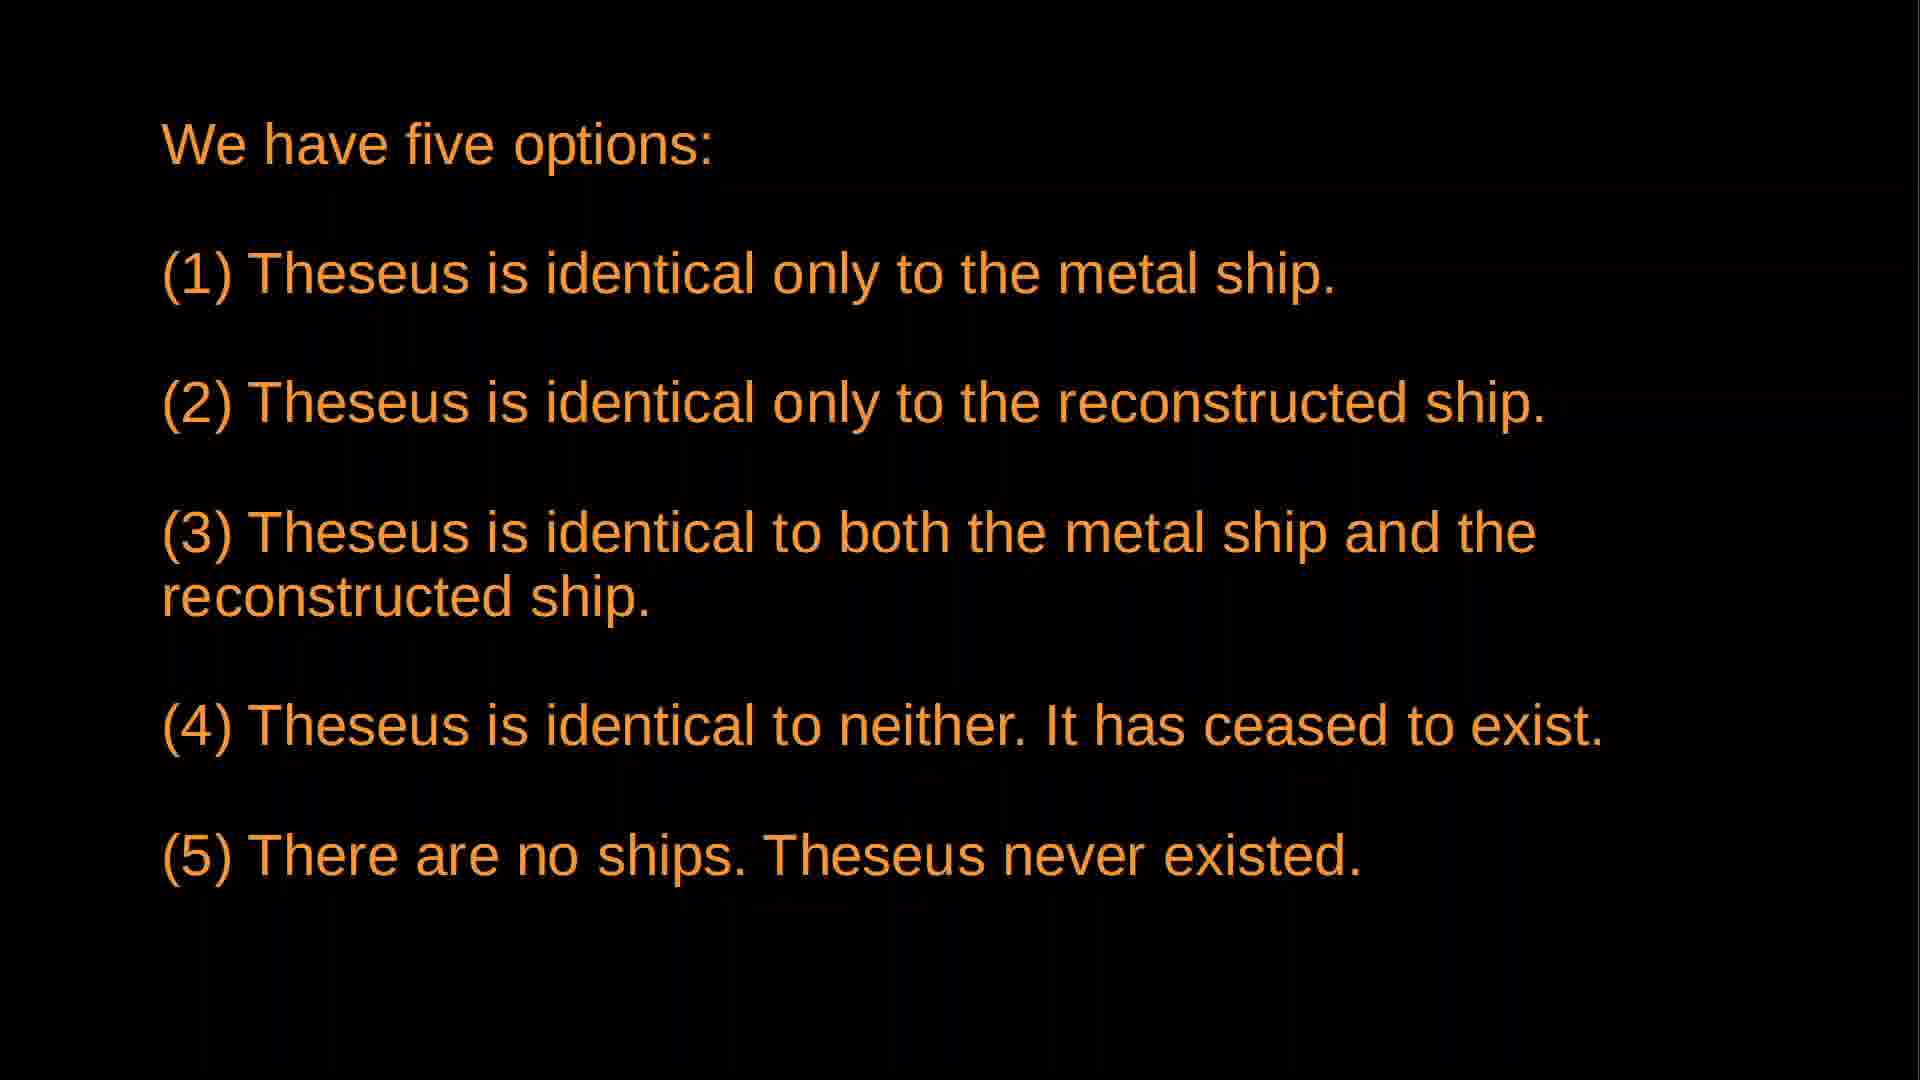 We have five options:
(1) Theseus is identical only to the metal ship.
(2) Theseus is identical only to the reconstructed ship.
(3) Theseus is identical to both the metal ship and the
reconstructed ship.
(4) Theseus is identical to neither. It has ceased to exist.
(5) There are no ships. Theseus never existed.